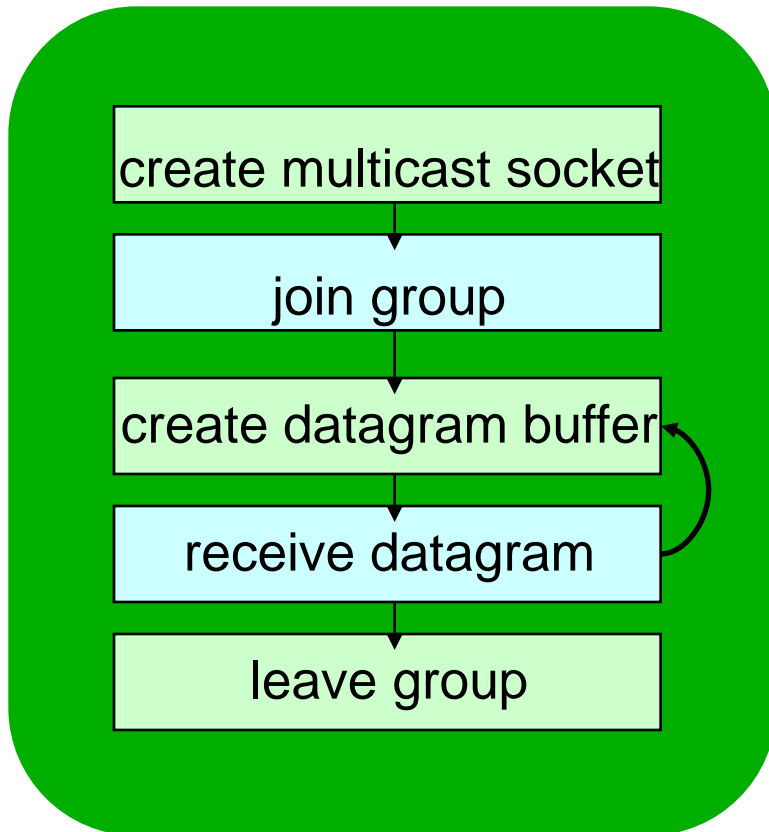 create multicast socket
join group
create datagram buffer
receive datagram
leave group